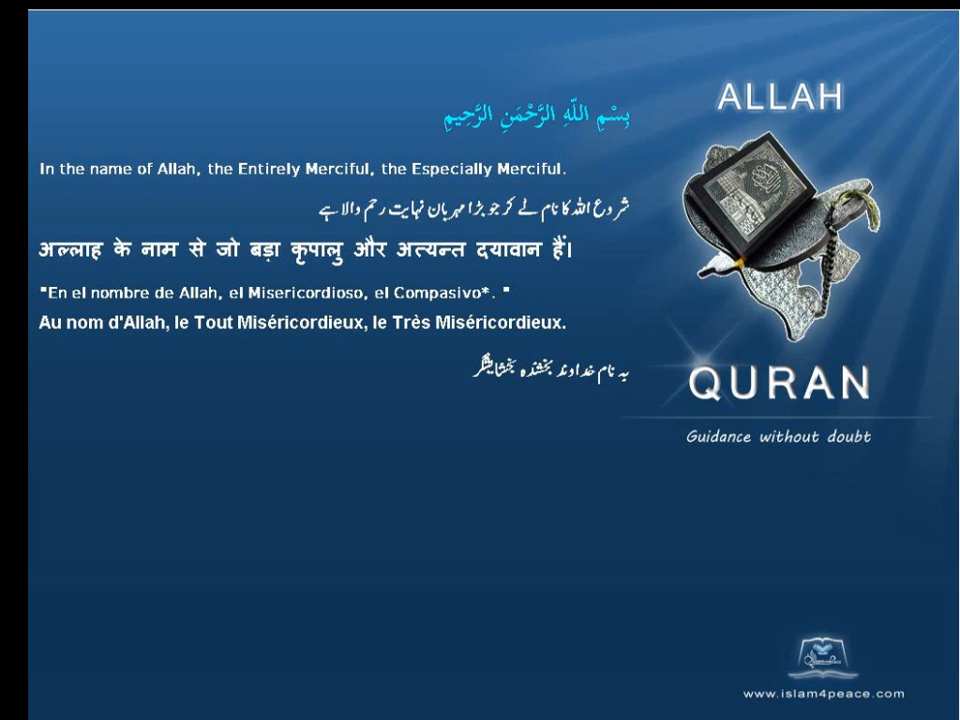 بِسْمِ اللَّهِ الرَّحْمَنِ الرَّحِيمِ
In the name of Allah, the Entirely Merciful, the Especially Merciful.
شروع الله کا نام لے کر جو بڑا مہربان نہایت رحم والا ہے
अल्लाह के नाम से जो बड़ा कृपालु और अत्यन्त दयावान हैं।
"En el nombre de Allah, el Misericordioso, el Compasivo*. "
Au nom d'Allah, le Tout Miséricordieux, le Très Miséricordieux.
به نام خداوند بخشنده بخشایشگر
ALLAH
QURAN
Guidance without doubt
www.islam4peace.com